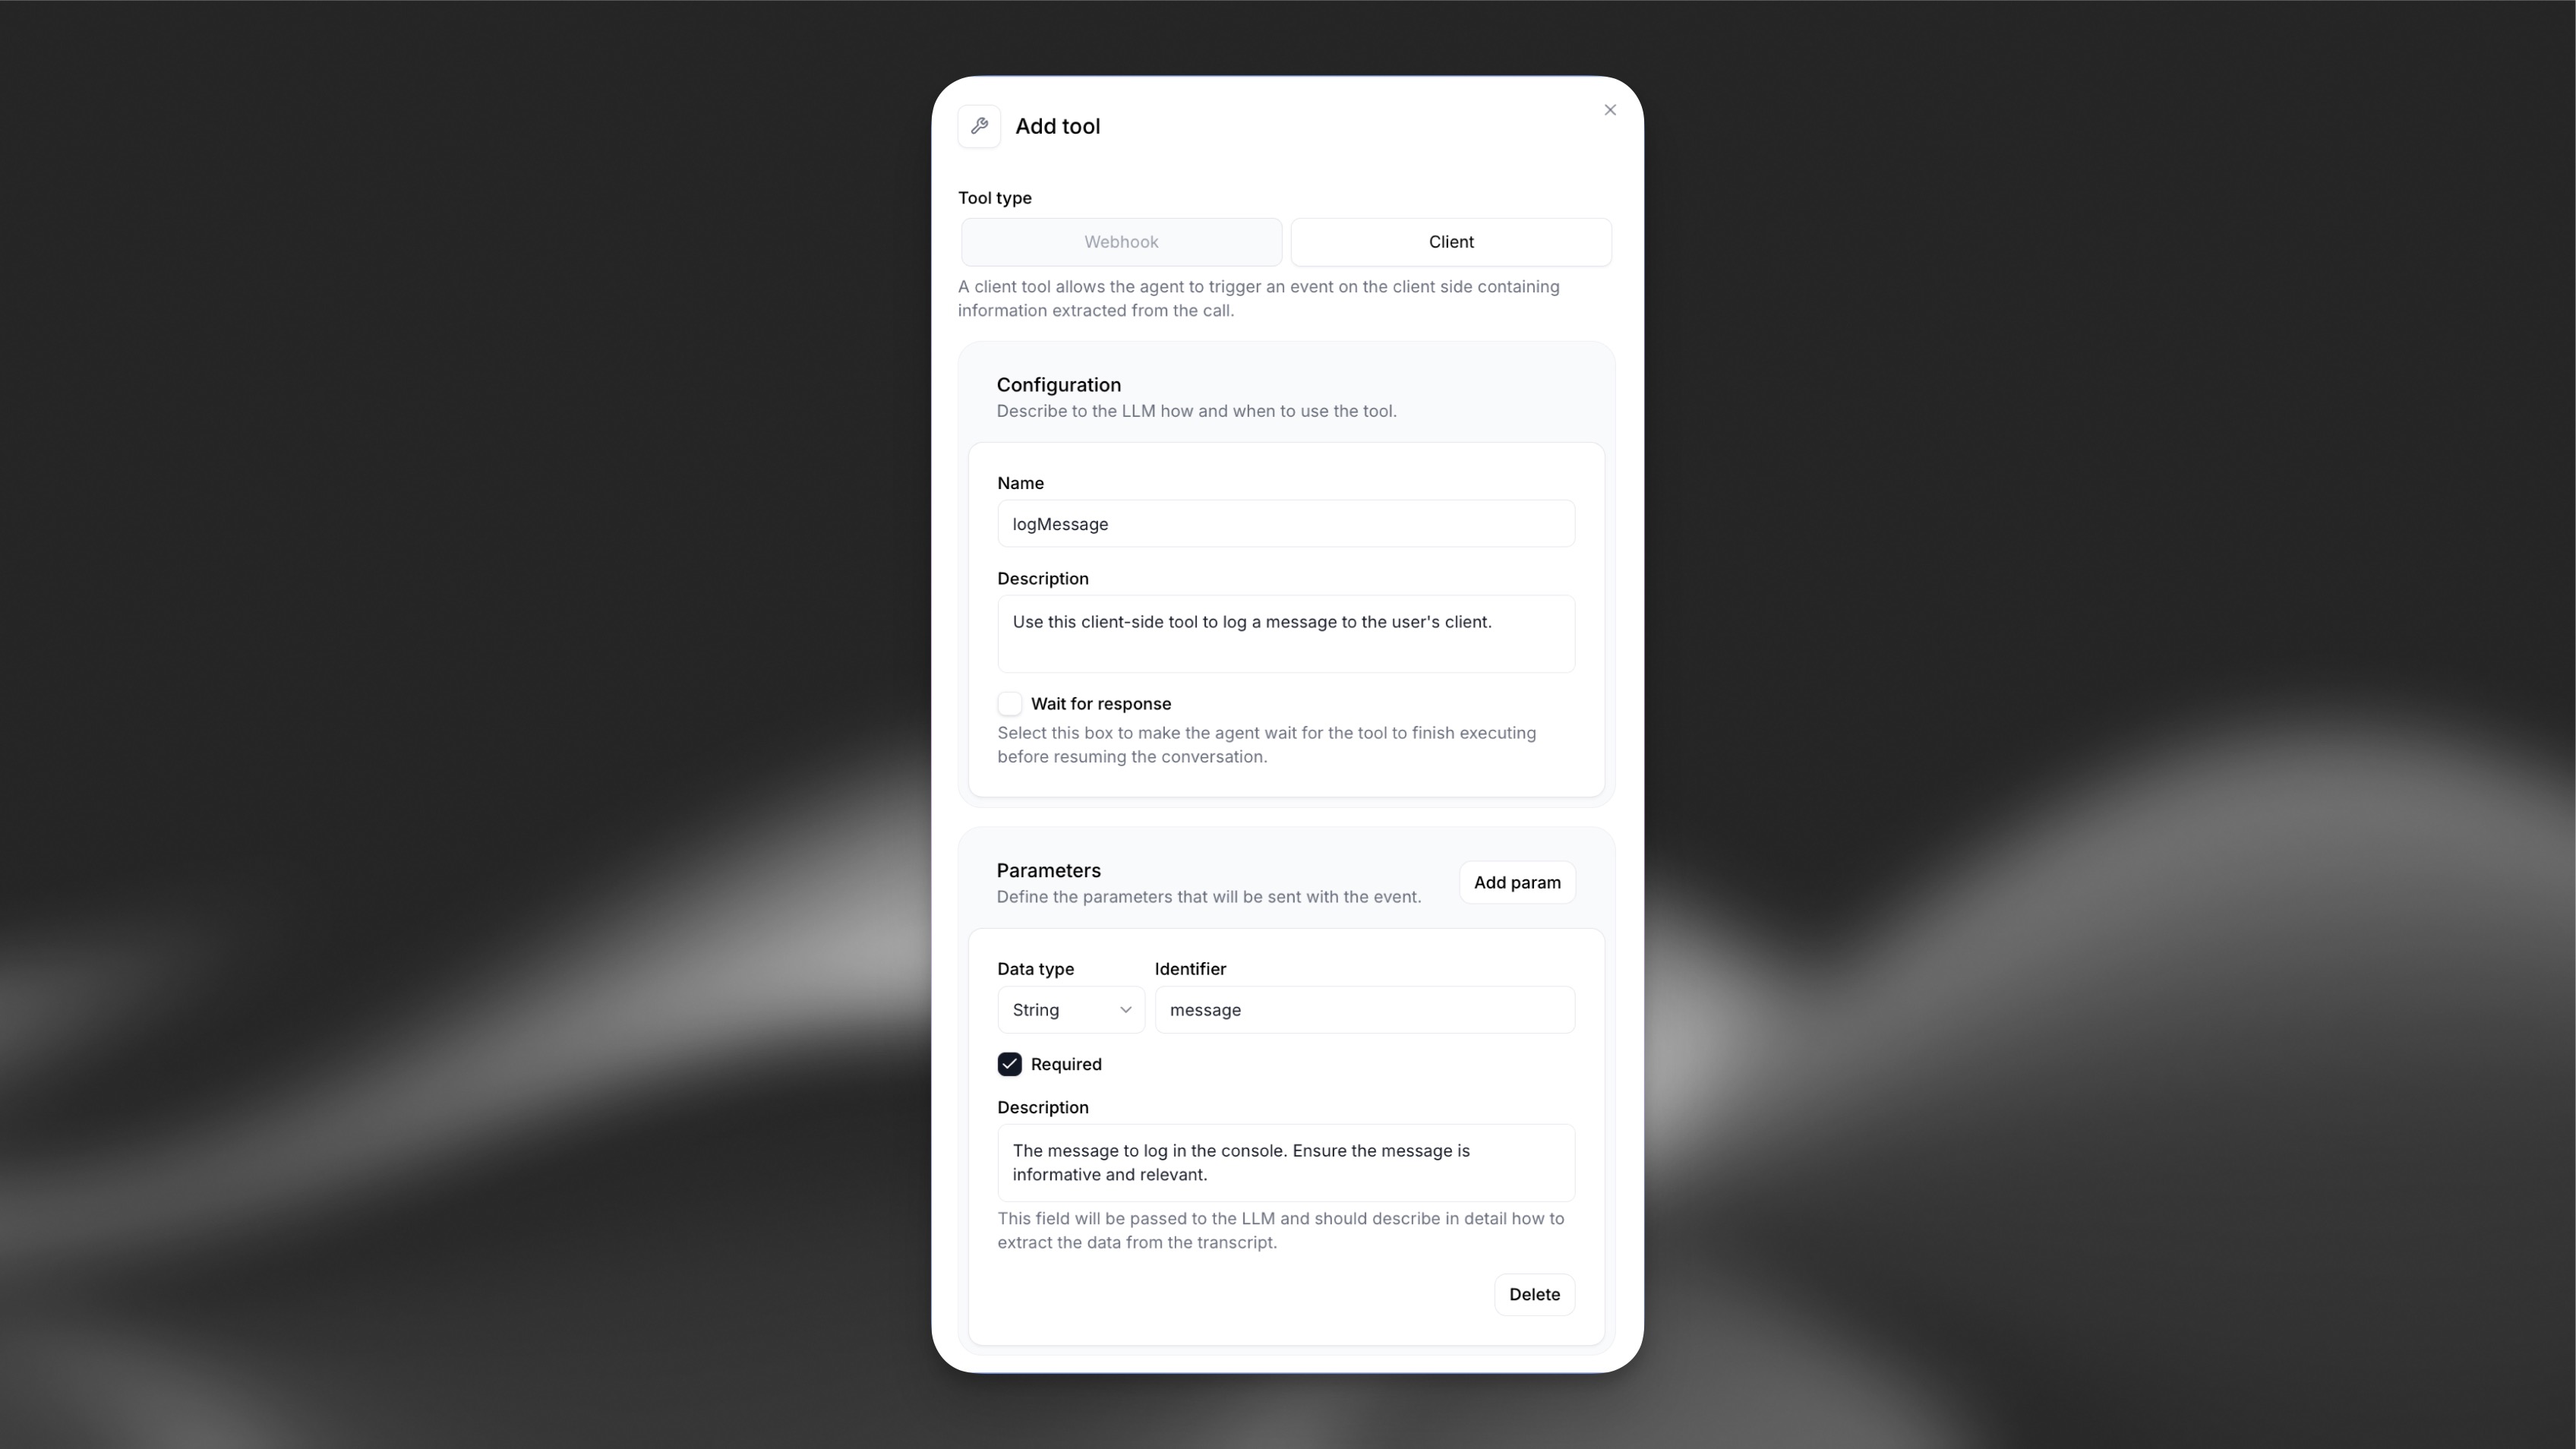 Add tool
Tool type
Webhook
Client
A client tool allows the agent to trigger an event on the client side containing
information extracted from the call.
Configuration
Describe to the LLM how and when to use the tool.
Name
logMessage
Description
Use this client-side tool to log a message to the user's client.
Wait for response
Select this box to make the agent wait for the tool to finish executing
before resuming the conversation.
Parameters
Define the parameters that will be sent with the event.
Add param
Data type
Identifier
String
message
Required
Description
The message to log in the console. Ensure the message is
informative and relevant.
This field will be passed to the LLM and should describe in detail how to
extract the data from the transcript.
Delete